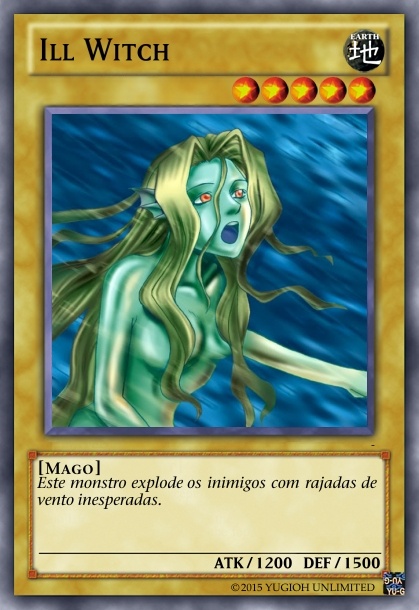 ILL WITCH
EARTH
地
[MAGO]
Este monstro explode os inimigos com rajadas de
vento inesperadas.
ATK / 1200 DEF / 1500
©2015 YUGIOH UNLIMITED
YU-G